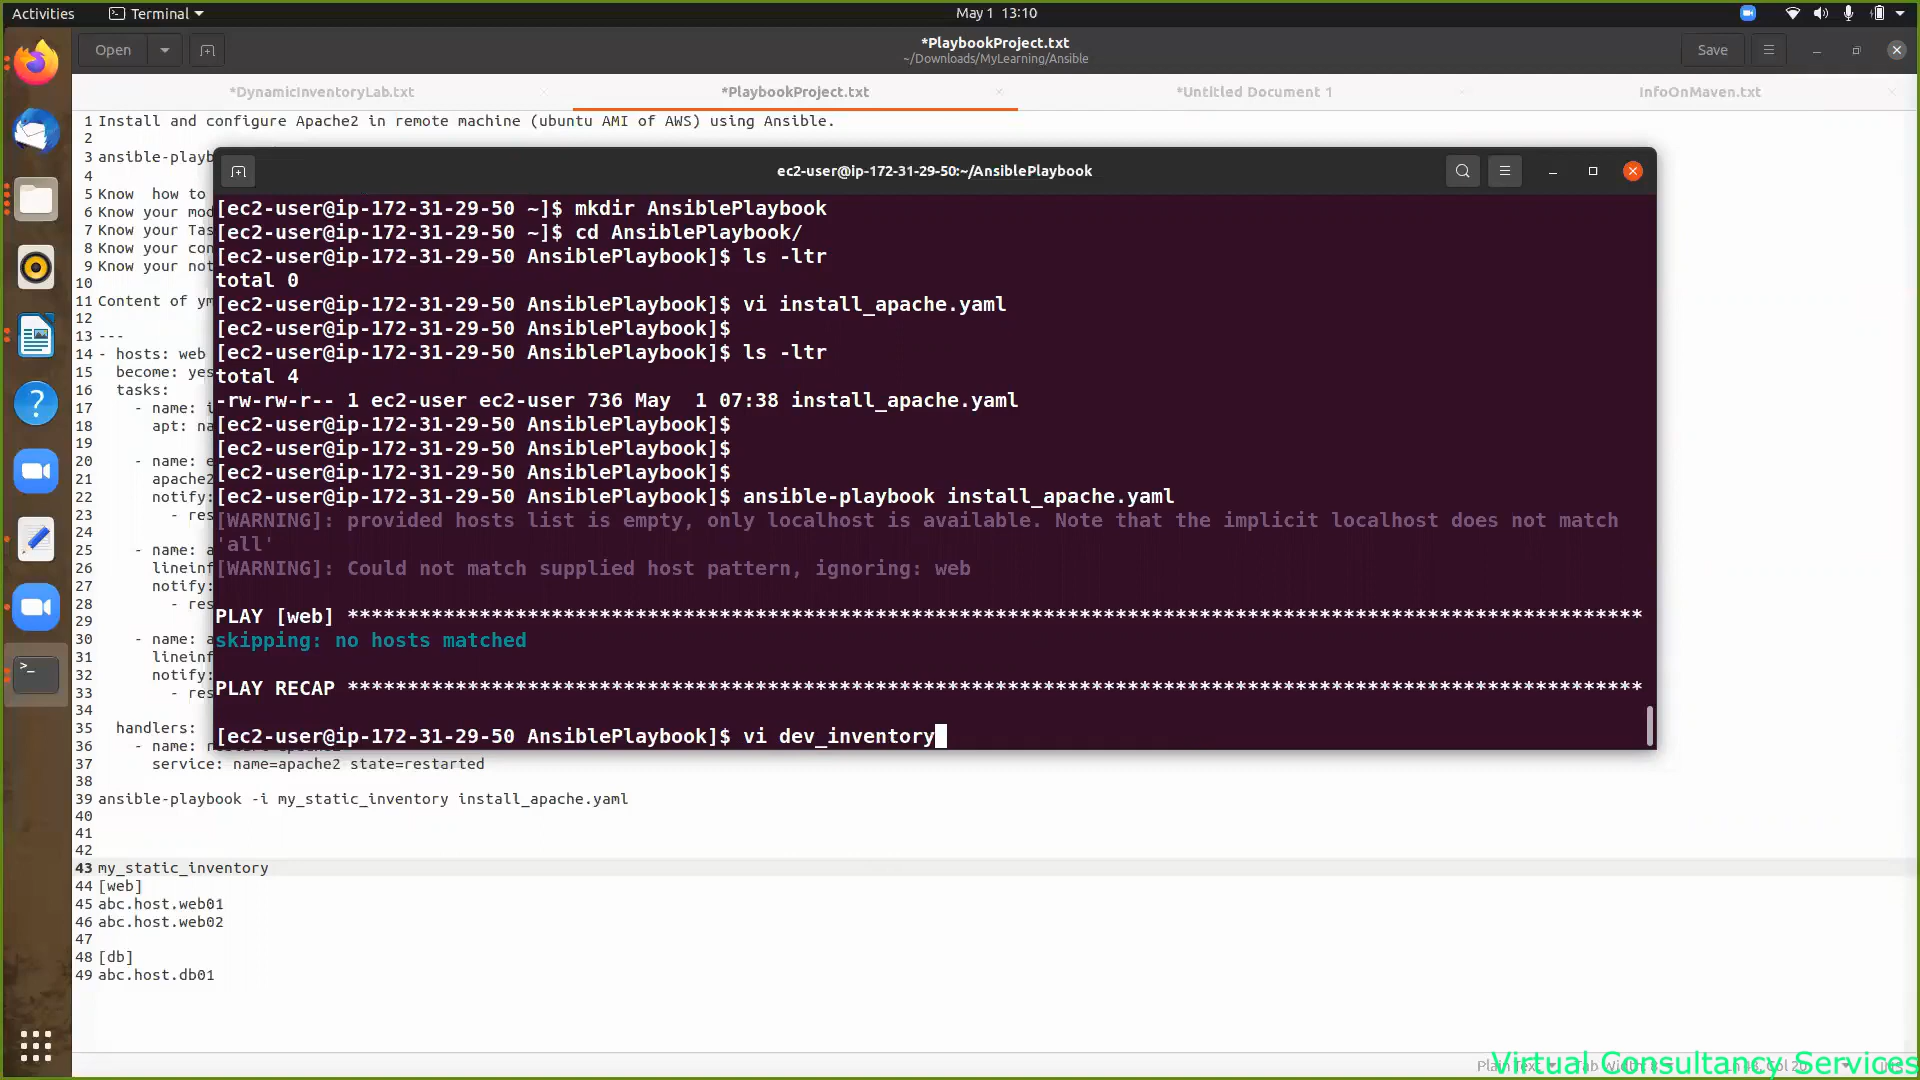 Activities
Terminal
May 1 13:10
Open
*PlaybookProject.txt
~/Downloads/MyLearning/Ansible
Save
*DynamicInventoryLab.txt
*PlaybookProject.txt
*Untitled Document 1
InfoOnMaven.txt
1 Install and configure Apache2 in remote machine (ubuntu AMI of AWS) using Ansible.
2
3 ansible-playb
4
5 Know  how to
6 Know your mod
7 Know your Tas
8 Know your con
9 Know your not
10
11 Content of ym
12
13 ---
14 - hosts: web
15   become: yes
16   tasks:
17     - name: i
18       apt: na
19
20     - name: e
21       apache2
22       notify:
23         - res
24
25     - name: a
26       lineinf
27       notify:
28         - res
29
30     - name: a
31       lineinf
32       notify:
33         - res
34
35   handlers:
36     - name:
37       service: name=apache2 state=restarted
38
39 ansible-playbook -i my_static_inventory install_apache.yaml
40
41
42
43 my_static_inventory
44 [web]
45 abc.host.web01
46 abc.host.web02
47
48 [db]
49 abc.host.db01
ec2-user@ip-172-31-29-50:~/AnsiblePlaybook
[ec2-user@ip-172-31-29-50 ~]$ mkdir AnsiblePlaybook
[ec2-user@ip-172-31-29-50 ~]$ cd AnsiblePlaybook/
[ec2-user@ip-172-31-29-50 AnsiblePlaybook]$ ls -ltr
total 0
[ec2-user@ip-172-31-29-50 AnsiblePlaybook]$ vi install_apache.yaml
[ec2-user@ip-172-31-29-50 AnsiblePlaybook]$
[ec2-user@ip-172-31-29-50 AnsiblePlaybook]$ ls -ltr
total 4
-rw-rw-r-- 1 ec2-user ec2-user 736 May  1 07:38 install_apache.yaml
[ec2-user@ip-172-31-29-50 AnsiblePlaybook]$
[ec2-user@ip-172-31-29-50 AnsiblePlaybook]$
[ec2-user@ip-172-31-29-50 AnsiblePlaybook]$
[ec2-user@ip-172-31-29-50 AnsiblePlaybook]$ ansible-playbook install_apache.yaml
[WARNING]: provided hosts list is empty, only localhost is available. Note that the implicit localhost does not match
'all'
[WARNING]: Could not match supplied host pattern, ignoring: web
PLAY [web] ************************************************************************************************************
skipping: no hosts matched
PLAY RECAP ************************************************************************************************************
[ec2-user@ip-172-31-29-50 AnsiblePlaybook]$ vi dev_inventory
Virtual Consultancy Services